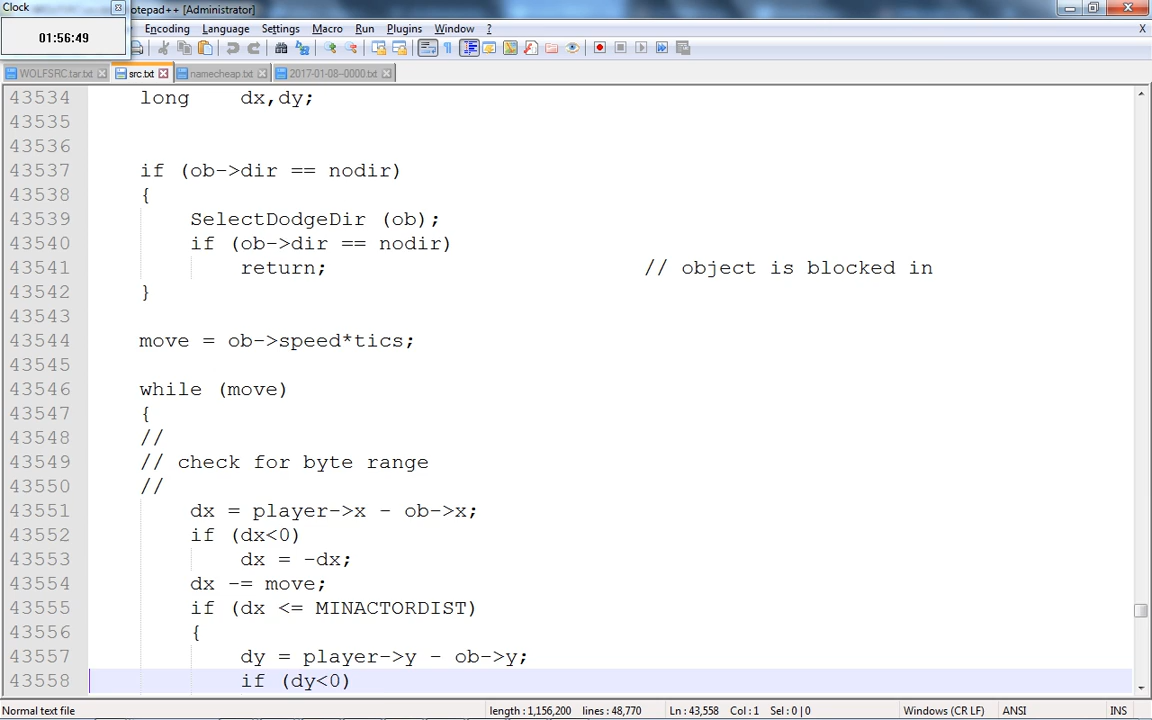 Clock
otepad++ [Administrator]
01:56:49
Encoding Language Settings Macro Run Plugins Window ? X
WOLFSRC.tar.txt src.txt namecheap.txt 2017-01-08--0000.txt
43534 long dx,dy;
43535
43536
43537 if (ob->dir == nodir)
43538 {
43539 SelectDodgeDir (ob);
43540 if (ob->dir == nodir)
43541 return; // object is blocked in
43542 }
43543
43544 move = ob->speed*tics;
43545
43546 while (move)
43547 {
43548 //
43549 // check for byte range
43550 //
43551 dx = player->x - ob->x;
43552 if (dx<0)
43553 dx = -dx;
43554 dx -= move;
43555 if (dx <= MINACTORDIST)
43556 {
43557 dy = player->y - ob->y;
43558 if (dy<0)
Normal text file length : 1,156,200 lines : 48,770 Ln : 43,558 Col : 1 Sel : 0 | 0 Windows (CR LF) ANSI INS